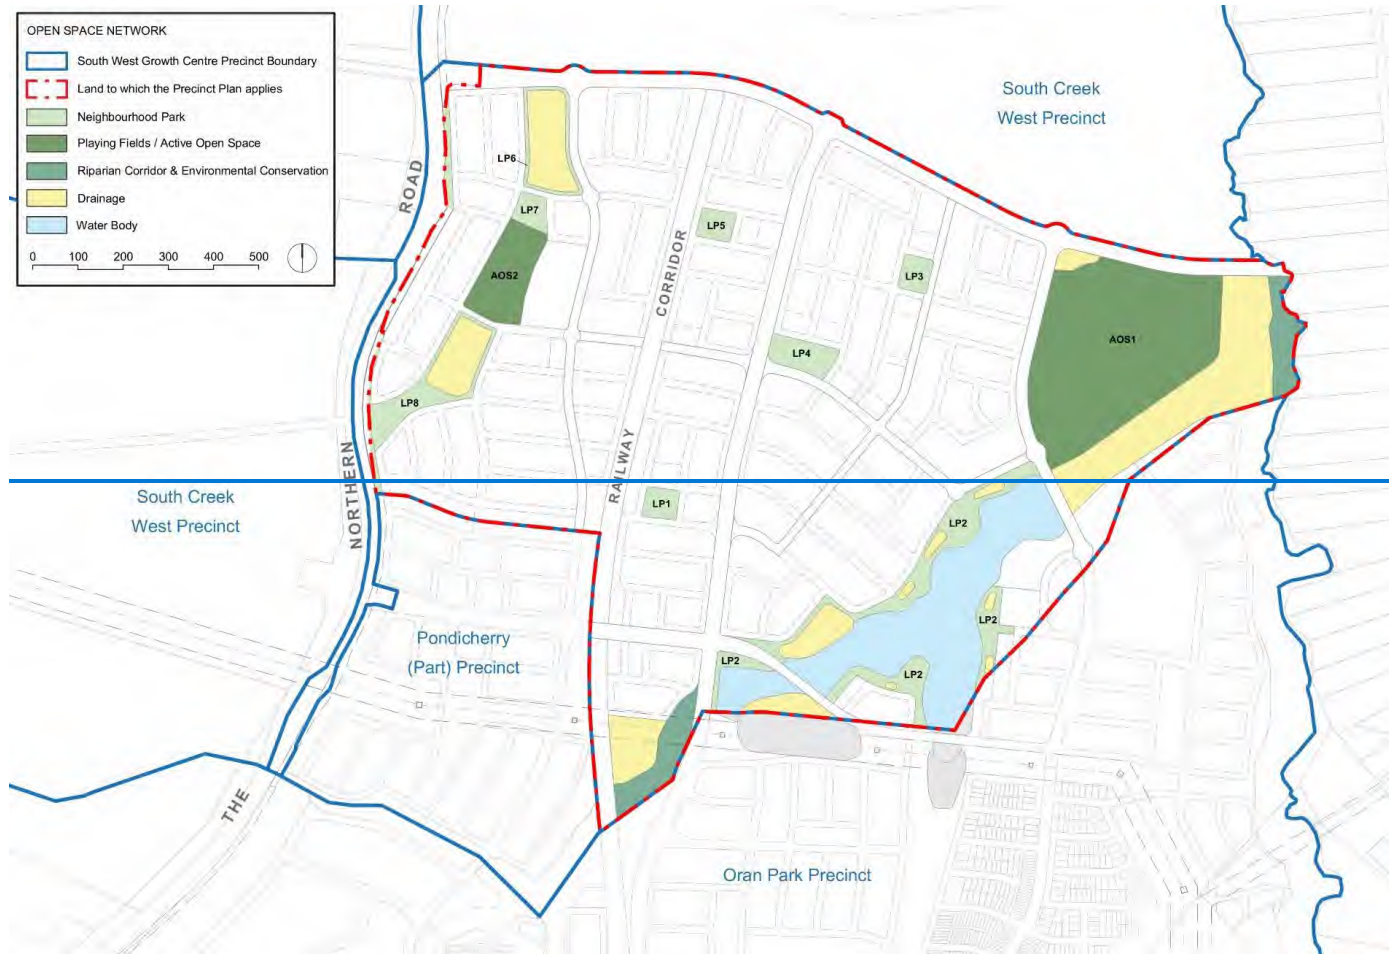 OPEN SPACE NETWORK
South West Growth Centre Precinct Boundary
Land to which the Precinct Plan applies
Neighbourhood Park
Playing Fields / Active Open Space
Riparian Corridor & Environmental Conservation
Drainage
Water Body
0 100 200 300 400 500
South Creek
West Precinct
LP6
ROAD
LP7
LP5
CORRIDOR
LP3
AOS2
AOS1
LP4
LP8
RAILWAY
NORTHERN
South Creek
West Precinct
LP1
LP2
LP2
Pondicherry
(Part) Precinct
LP2
LP2
THE
Oran Park Precinct